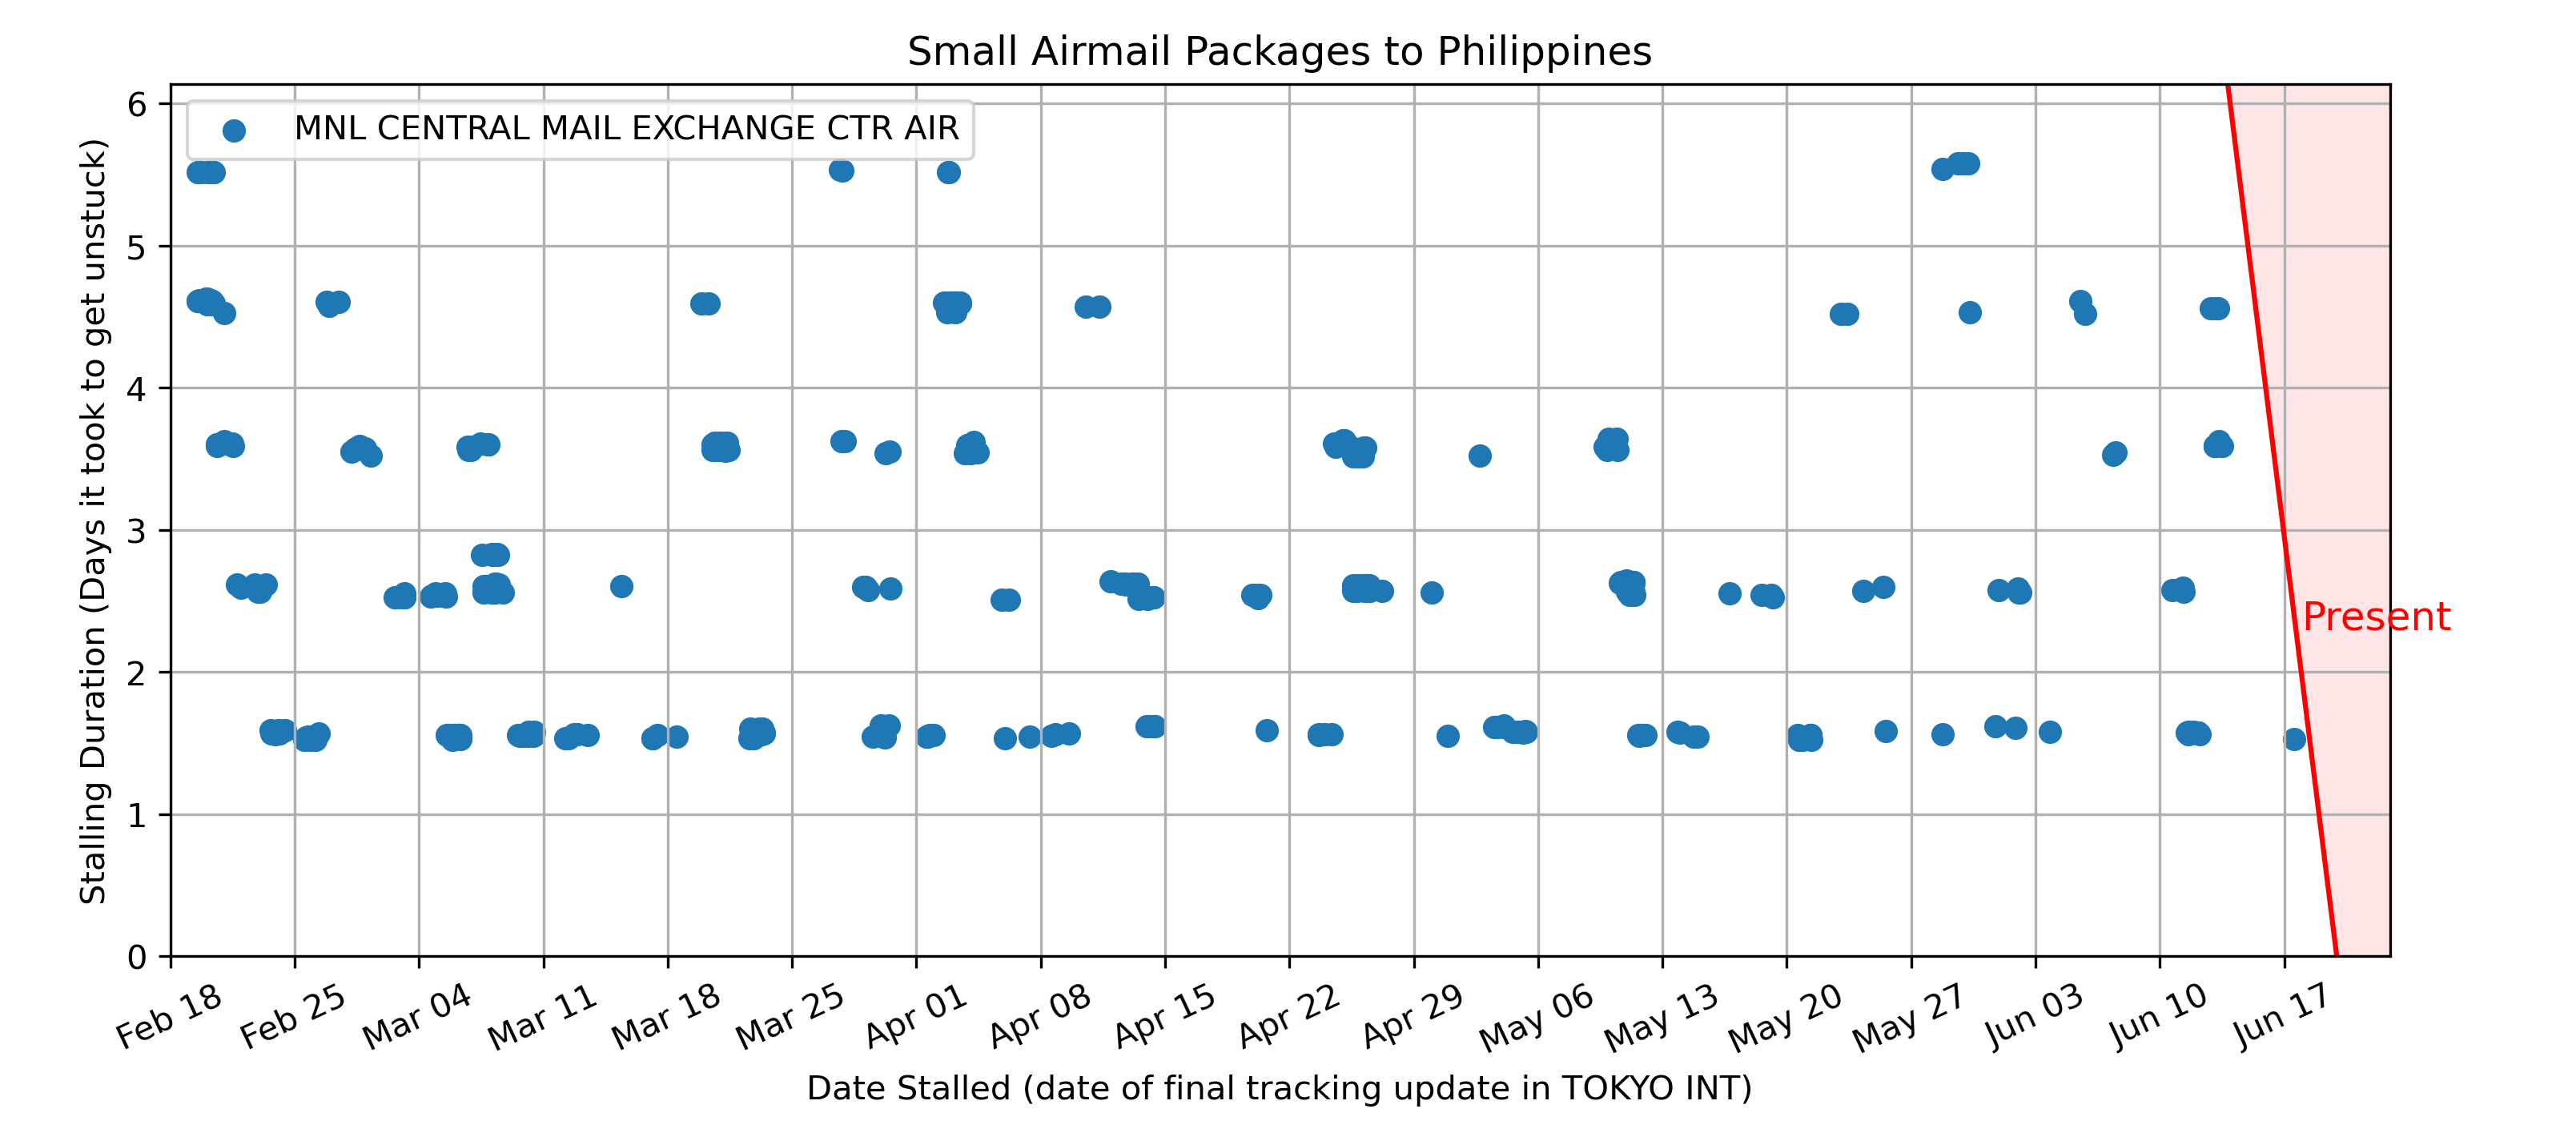 Small Airmail Packages to Philippines
MNL CENTRAL MAIL EXCHANGE CTR AIR
Stalling Duration (Days it took to get unstuck)
6
5
4
3
2
1
0
Present
Feb 18 Feb 25 Mar 04 Mar 11 Mar 18 Mar 25 Apr 01 Apr 08 Apr 15 Apr 22 Apr 29 May 06 May 13 May 20 May 27 Jun 03 Jun 10 Jun 17
Date Stalled (date of final tracking update in TOKYO INT)